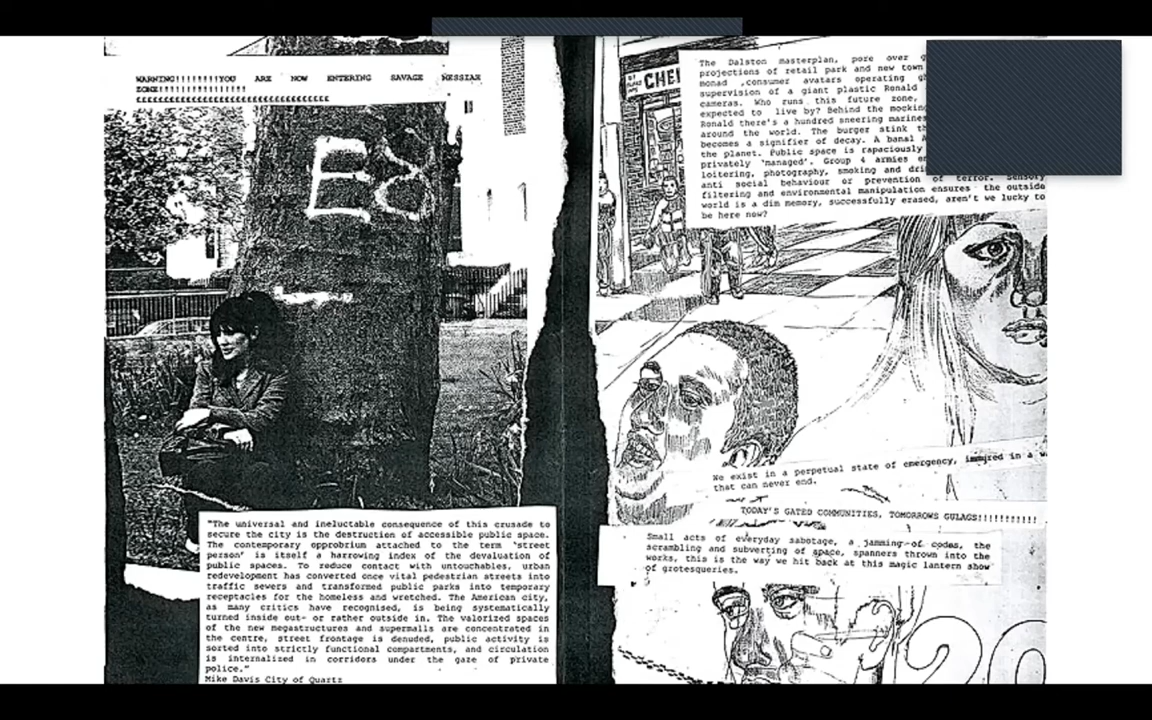 WARNING!!!!!!!!YOU ARE NOW ENTERING SAVAGE MESSIAH
ZONE!!!!!!!!!!!!!!!!
E8
"The universal and ineluctable consequence of this crusade to
secure the city is the destruction of accessible public space.
The contemporary opprobrium attached to the term 'street
person' is itself a harrowing index of the devaluation of
public spaces. To reduce contact with untouchables, urban
redevelopment has converted once vital pedestrian streets into
traffic sewers and transformed public parks into temporary
receptacles for the homeless and wretched. The American city,
as many critics have recognised, is being systematically
turned inside out- or rather outside in. The valorized spaces
of the new megastructures and supermalls are concentrated in
the centre, street frontage is denuded, public activity is
sorted into strictly functional compartments, and circulation
is internalized in corridors under the gaze of private
police."
Mike Davis City of Quartz
CHE
The Dalston masterplan, pore over
projections of retail park and new town
monad ,consumer avatars operating
supervision of a giant plastic Ronald
cameras. Who runs this future zone,
expected to live by? Behind the mocking
Ronald there's a hundred sneering marines
around the world. The burger stink
becomes a signifier of decay. A banal
the planet. Public space is rapaciously
privately 'managed'. Group 4 armies
loitering, photography, smoking and
anti social behaviour or prevention of terror. Sensory
filtering and environmental manipulation ensures the outside
world is a dim memory, successfully erased, aren't we lucky to
be here now?
We exist in a perpetual state of emergency, immured in a
that can never end.
TODAY'S GATED COMMUNITIES, TOMORROWS GULAGS!!!!!!!!!!!
Small acts of everyday sabotage, a jamming of codes, the
scrambling and subverting of space, spanners thrown into the
works, this is the way we hit back at this magic lantern show
of grotesqueries.
20